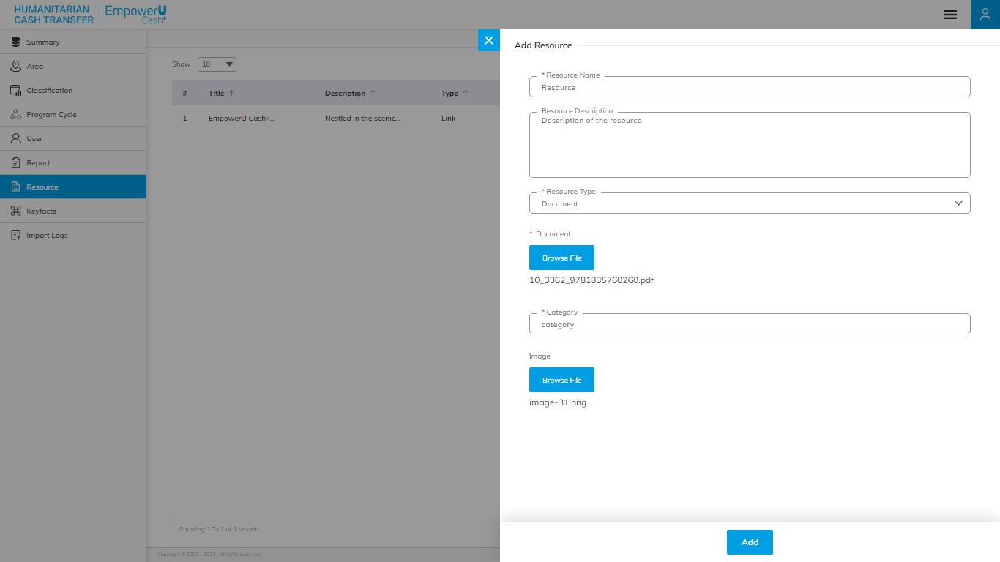 HUMANITARIAN
CASH TRANSFER
EmpowerU
Cash+
Summary
Area
Classification
Program Cycle
User
Report
Resource
Keyfacts
Import Logs
Show 10
# Title Description Type
1 EmpowerU Cash+... Nestled in the scenic... Link
Showing 1 To 1 of 1 records
Copyright © 2022 - 2024. All rights reserved.
Add Resource
* Resource Name
Resource
Resource Description
Description of the resource
* Resource Type
Document
* Document
Browse File
10_3362_9781835760260.pdf
* Category
category
Image
Browse File
image-31.png
Add